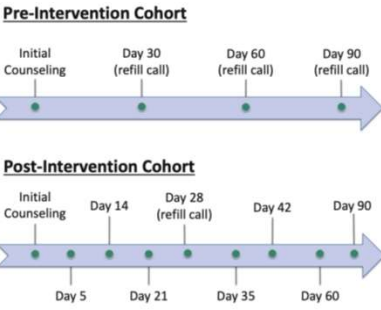 Pre-Intervention Cohort
Initial
Counseling
Day 30
(refill call)
Day 60
(refill call)
Day 90
(refill call)
Post-Intervention Cohort
Initial
Counseling
Day 14
Day 28
(refill call)
Day 42
Day 90
Day 5
Day 21
Day 35
Day 60